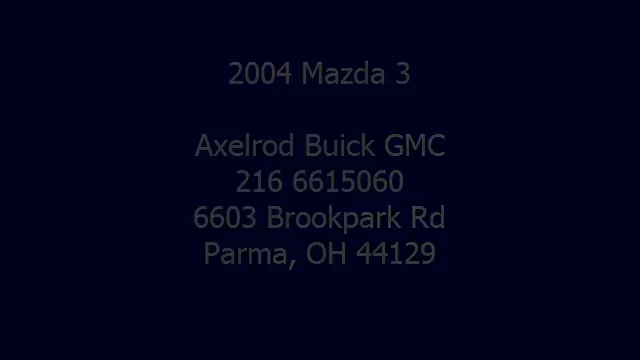 2004 Mazda 3
Axelrod Buick GMC
216 6615060
6603 Brookpark Rd
Parma, OH 44129